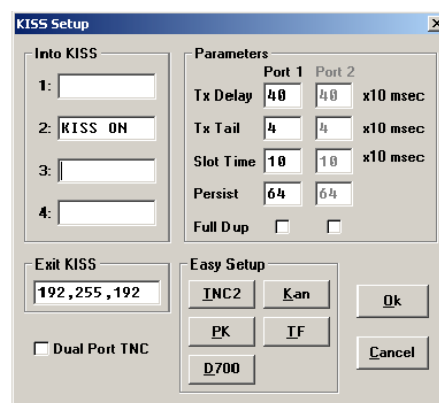 KISS Setup
Into KISS
1:
2: KISS ON
3:
4:
Parameters
Port 1 Port 2
Tx Delay 40 40 x10 msec
Tx Tail 4 4 x10 msec
Slot Time 10 10 x10 msec
Persist 64 64
Full Dup
Exit KISS
192,255,192
Dual Port TNC
Easy Setup
TNC2 Kan
PK TF
D700
Ok
Cancel